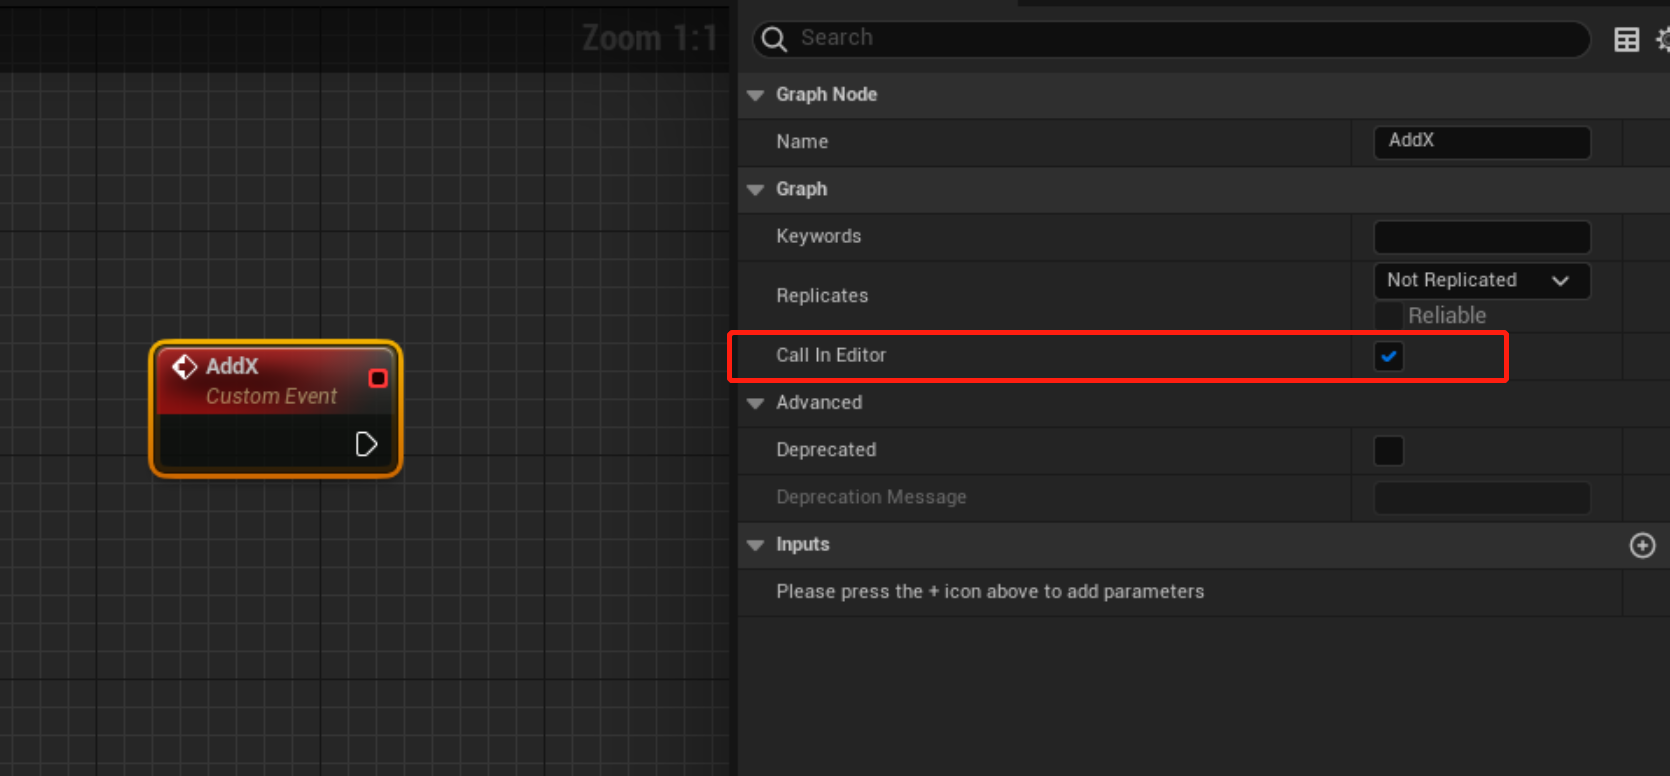 Zoom 1:1
AddX
Custom Event
Search
Graph Node
Name
AddX
Graph
Keywords
Replicates
Not Replicated
Reliable
Call In Editor
Advanced
Deprecated
Deprecation Message
Inputs
Please press the + icon above to add parameters